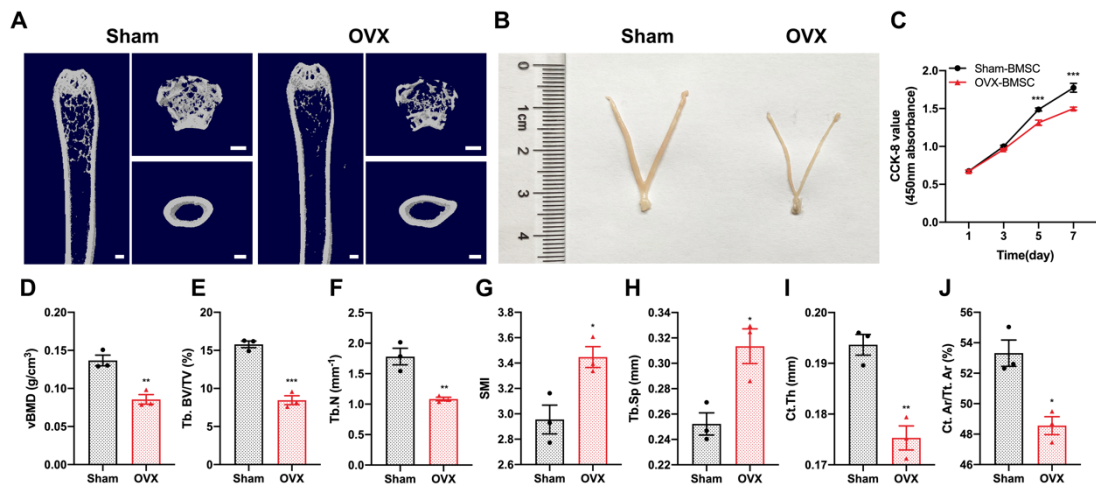 A
Sham
OVX
B
Sham
OVX
0
1cm
2
3
4
C
Sham-BMSC
OVX-BMSC
CCK-8 value
(450nm absorbance)
2.0
1.5
1.0
0.5
0.0
***
***
1 3 5 7
Time(day)
D
vBMD (g/cm³)
0.20
0.15
0.10
0.05
0.00
**
Sham OVX
E
Tb. BV/TV (%)
20
15
10
5
0
***
Sham OVX
F
Tb.N (mm⁻¹)
2.5
2.0
1.5
1.0
0.5
0.0
**
Sham OVX
G
SMI
3.8
3.6
3.4
3.2
3.0
2.8
2.6
*
Sham OVX
H
Tb.Sp (mm)
0.34
0.32
0.30
0.28
0.26
0.24
0.22
*
Sham OVX
I
Ct.Th (mm)
0.20
0.19
0.18
0.17
**
Sham OVX
J
Ct. Ar/Tt. Ar (%)
56
54
52
50
48
46
*
Sham OVX